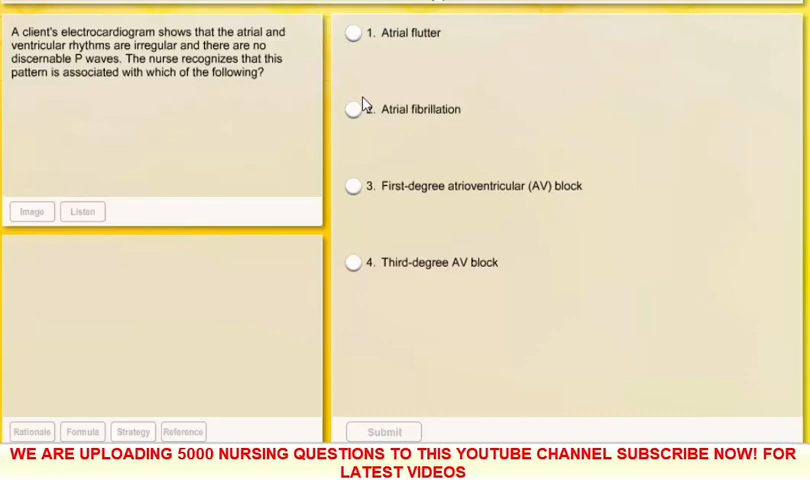 A client's electrocardiogram shows that the atrial and
ventricular rhythms are irregular and there are no
discernable P waves. The nurse recognizes that this
pattern is associated with which of the following?
Image
Listen
1. Atrial flutter
2. Atrial fibrillation
3. First-degree atrioventricular (AV) block
4. Third-degree AV block
Rationale
Formula
Strategy
Reference
Submit
WE ARE UPLOADING 5000 NURSING QUESTIONS TO THIS YOUTUBE CHANNEL SUBSCRIBE NOW! FOR
LATEST VIDEOS